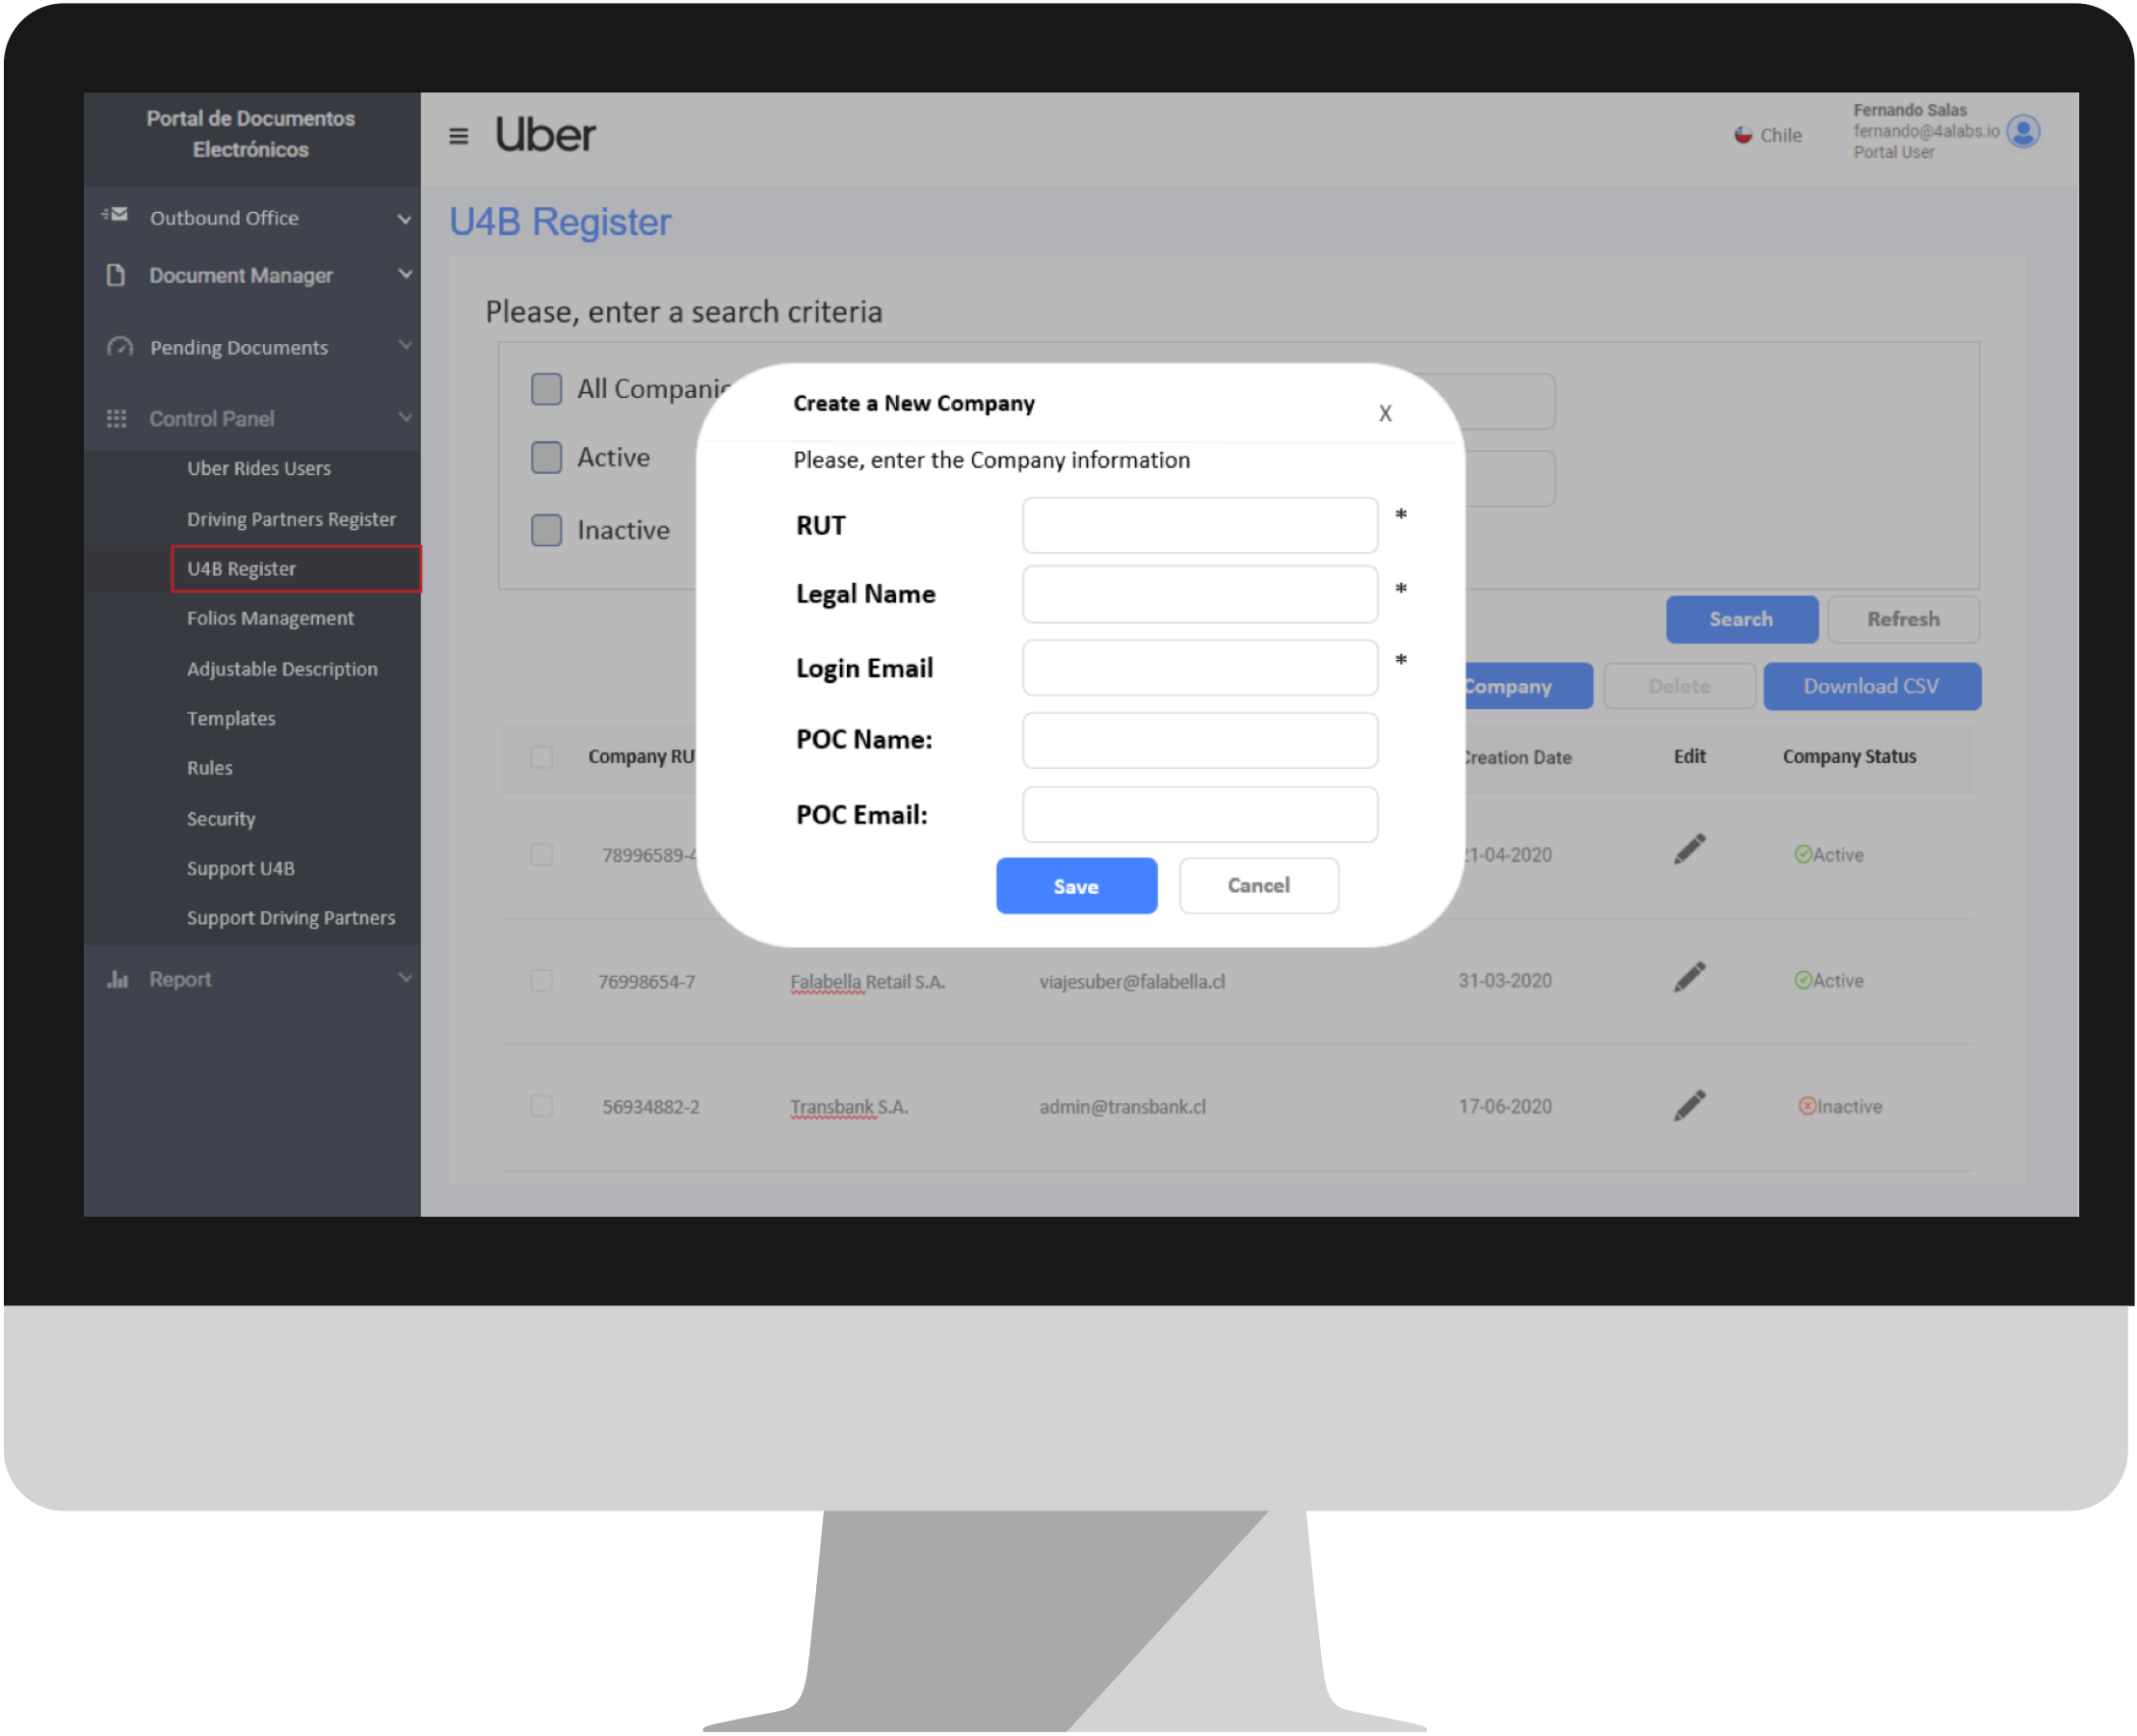 Portal de Documentos
Electrónicos
Uber
Chile
Fernando Salas
fernando@4alabs.io
Portal User
Outbound Office
Document Manager
Pending Documents
Control Panel
Uber Rides Users
Driving Partners Register
U4B Register
Folios Management
Adjustable Description
Templates
Rules
Security
Support U4B
Support Driving Partners
Report
U4B Register
Please, enter a search criteria
All
Active
Inactive
Create a New Company
X
Please, enter the Company information
RUT *
Legal Name *
Login Email *
POC Name:
POC Email:
Save Cancel
Search Refresh
Company Delete Download CSV
Company Edit Company Status
Date
78996589-
-04-2020 Active
76998654-7 Falabella Retail S.A. viajesuber@falabella.cl 31-03-2020 Active
56934882-2 Transbank S.A. admin@transbank.cl 17-06-2020 Inactive